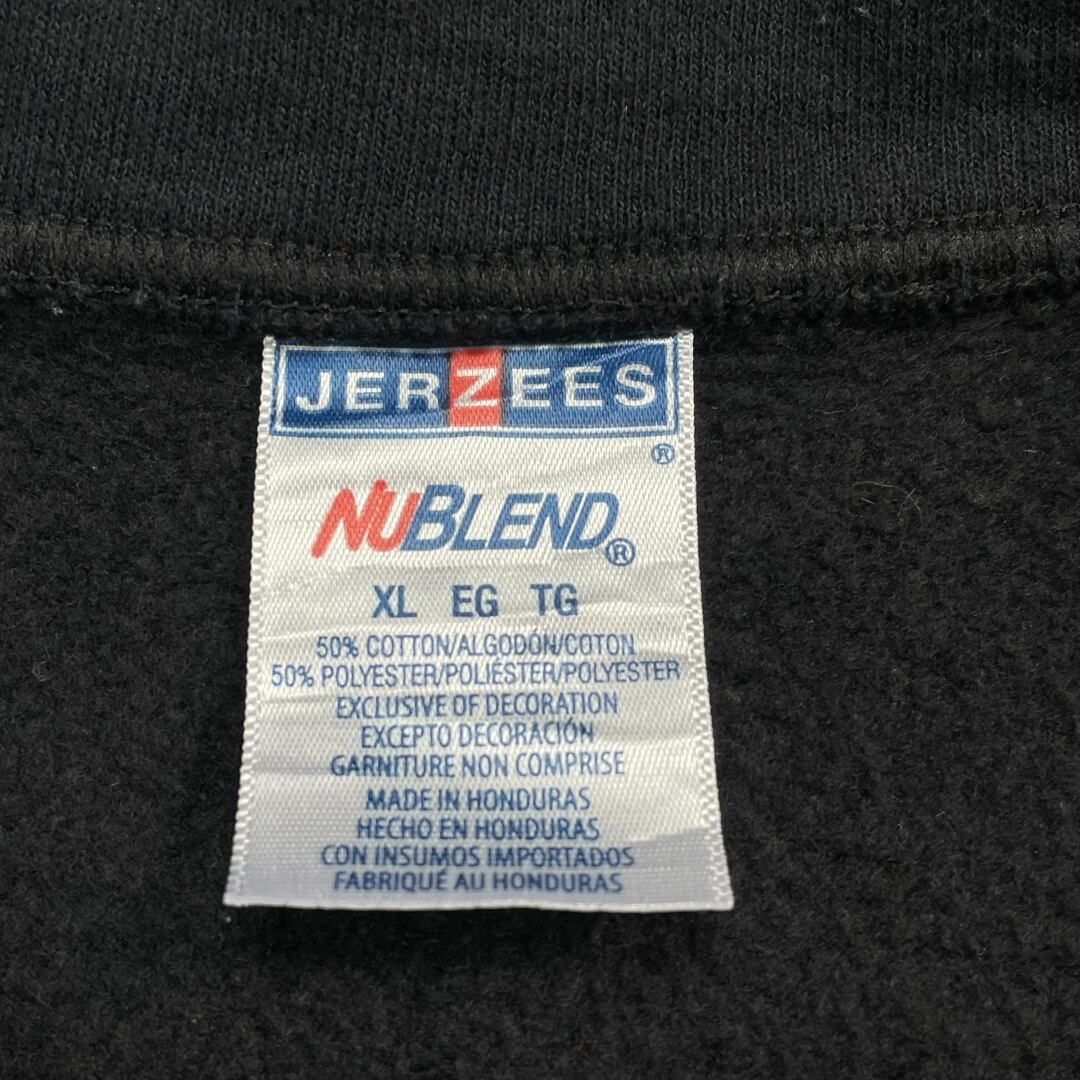 JERZEES
®
NUBLEND®
XL EG TG
50% COTTON/ALGODÓN/COTON
50% POLYESTER/POLIÉSTER/POLYESTER
EXCLUSIVE OF DECORATION
EXCEPTO DECORACIÓN
GARNITURE NON COMPRISE
MADE IN HONDURAS
HECHO EN HONDURAS
CON INSUMOS IMPORTADOS
FABRIQUÉ AU HONDURAS